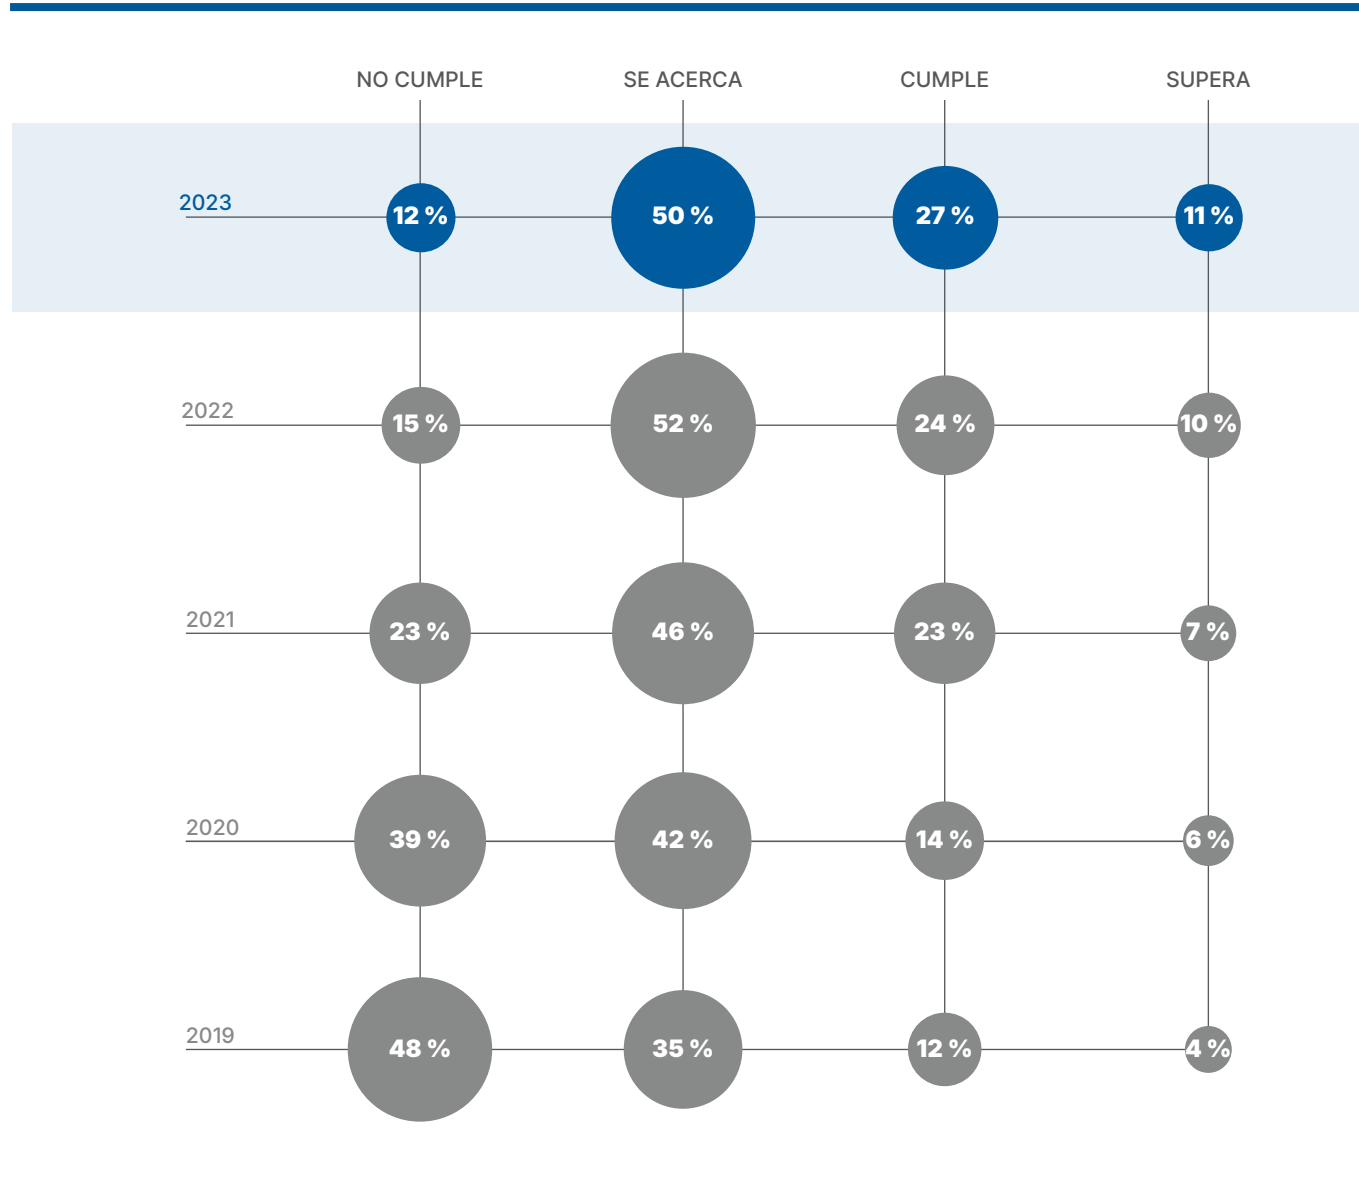 NO CUMPLE SE ACERCA CUMPLE SUPERA
2023 12 % 50 % 27 % 11 %
2022 15 % 52 % 24 % 10 %
2021 23 % 46 % 23 % 7 %
2020 39 % 42 % 14 % 6 %
2019 48 % 35 % 12 % 4 %